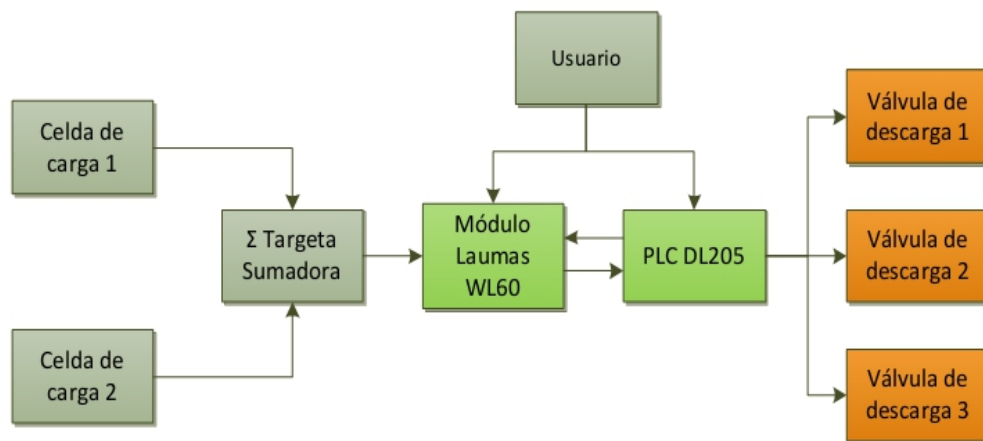 Usuario
Celda de
carga 1
Válvula de
descarga 1
Σ Targeta
Sumadora
Módulo
Laumas
WL60
PLC DL205
Válvula de
descarga 2
Celda de
carga 2
Válvula de
descarga 3